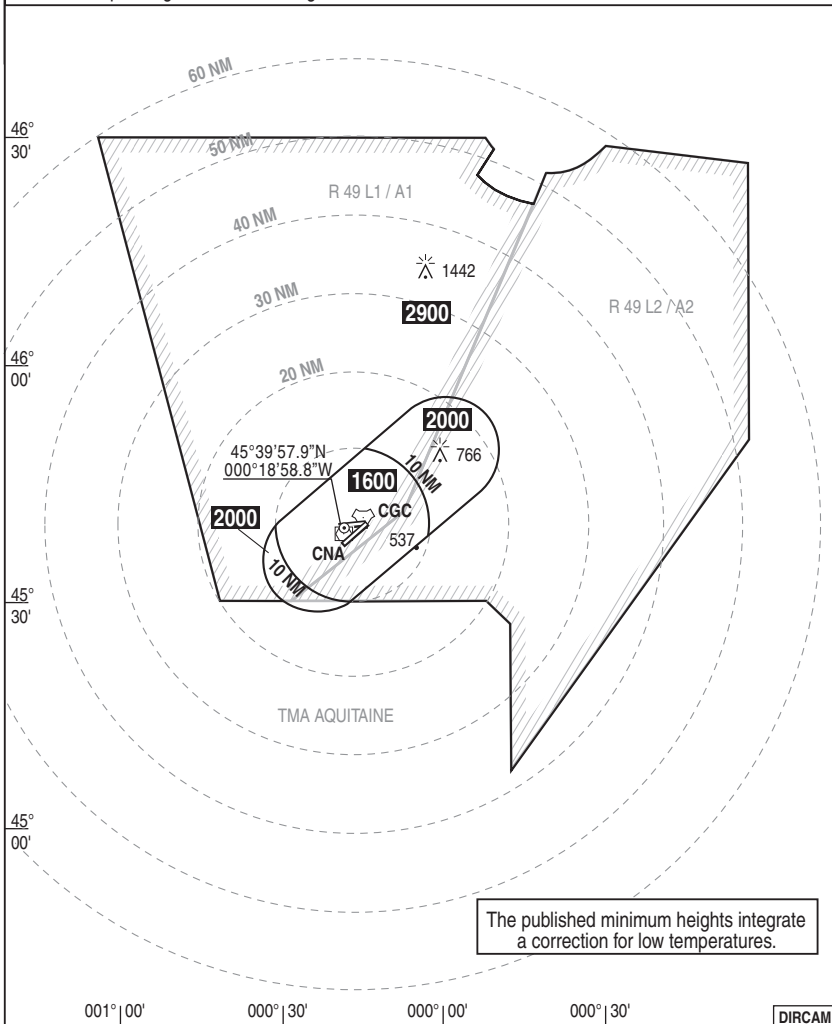 60 NM
46°
30'
50 NM
R 49 L1 / A1
40 NM
1442
30 NM
2900
R 49 L2 / A2
46°
00'
20 NM
2000
45°39'57.9"N
000°18'58.8"W
766
10 NM
1600
2000
CGC
537
CNA
10 NM
45°
30'
TMA AQUITAINE
45°
00'
The published minimum heights integrate
a correction for low temperatures.
001° 00'
000° 30'
000° 00'
000° 30'
DIRCAM